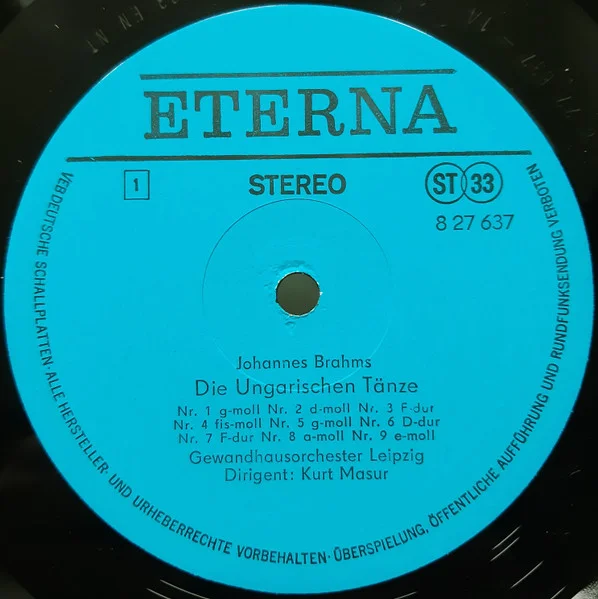 ETERNA
1
STEREO
ST 33
8 27 637
Johannes Brahms
Die Ungarischen Tänze
Nr. 1 g-moll Nr. 2 d-moll Nr. 3 F-dur
Nr. 4 fis-moll Nr. 5 g-moll Nr. 6 D-dur
Nr. 7 F-dur Nr. 8 a-moll Nr. 9 e-moll
Gewandhausorchester Leipzig
Dirigent: Kurt Masur
VEB DEUTSCHE SCHALLPLATTEN · ALLE HERSTELLER- UND URHEBERRECHTE VORBEHALTEN · ÜBERSPIELUNG, ÖFFENTLICHE AUFFÜHRUNG UND RUNDFUNKSENDUNG VERBOTEN